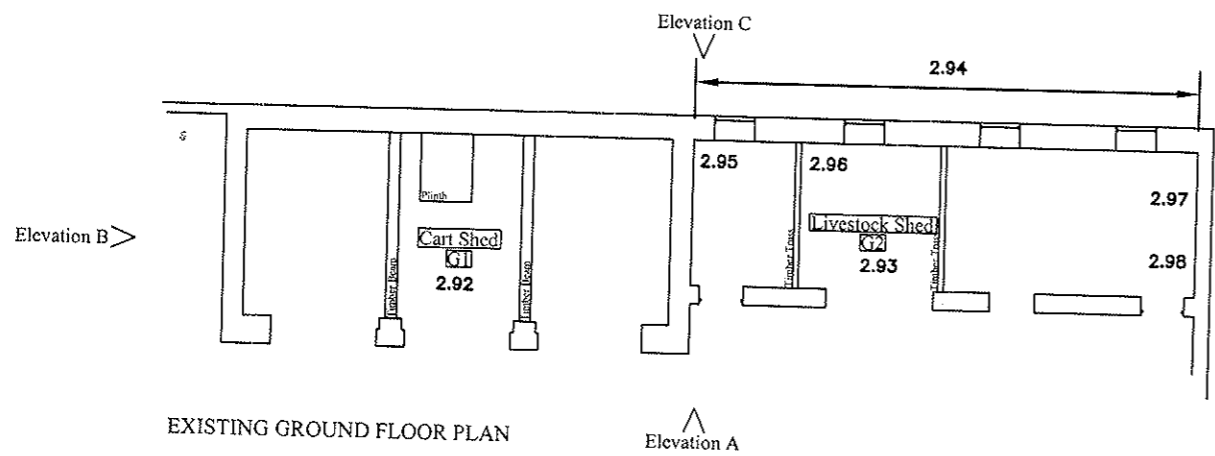 Elevation C
2.94
2.95
2.96
2.97
Plinth
Elevation B
Cart Shed
G1
2.92
Livestock Shed
G2
2.93
2.98
Timber Beam
Timber Beam
Timber Truss
Timber Truss
EXISTING GROUND FLOOR PLAN
Elevation A